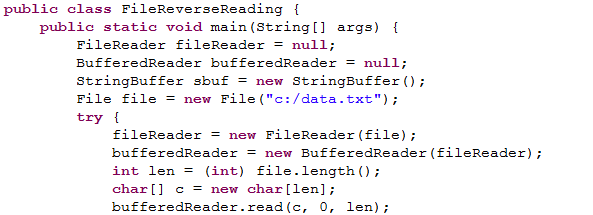 public class FileReverseReading {
    public static void main(String[] args) {
        FileReader fileReader = null;
        BufferedReader bufferedReader = null;
        StringBuffer sbuf = new StringBuffer();
        File file = new File("c:/data.txt");
        try {
            fileReader = new FileReader(file);
            bufferedReader = new BufferedReader(fileReader);
            int len = (int) file.length();
            char[] c = new char[len];
            bufferedReader.read(c, 0, len);